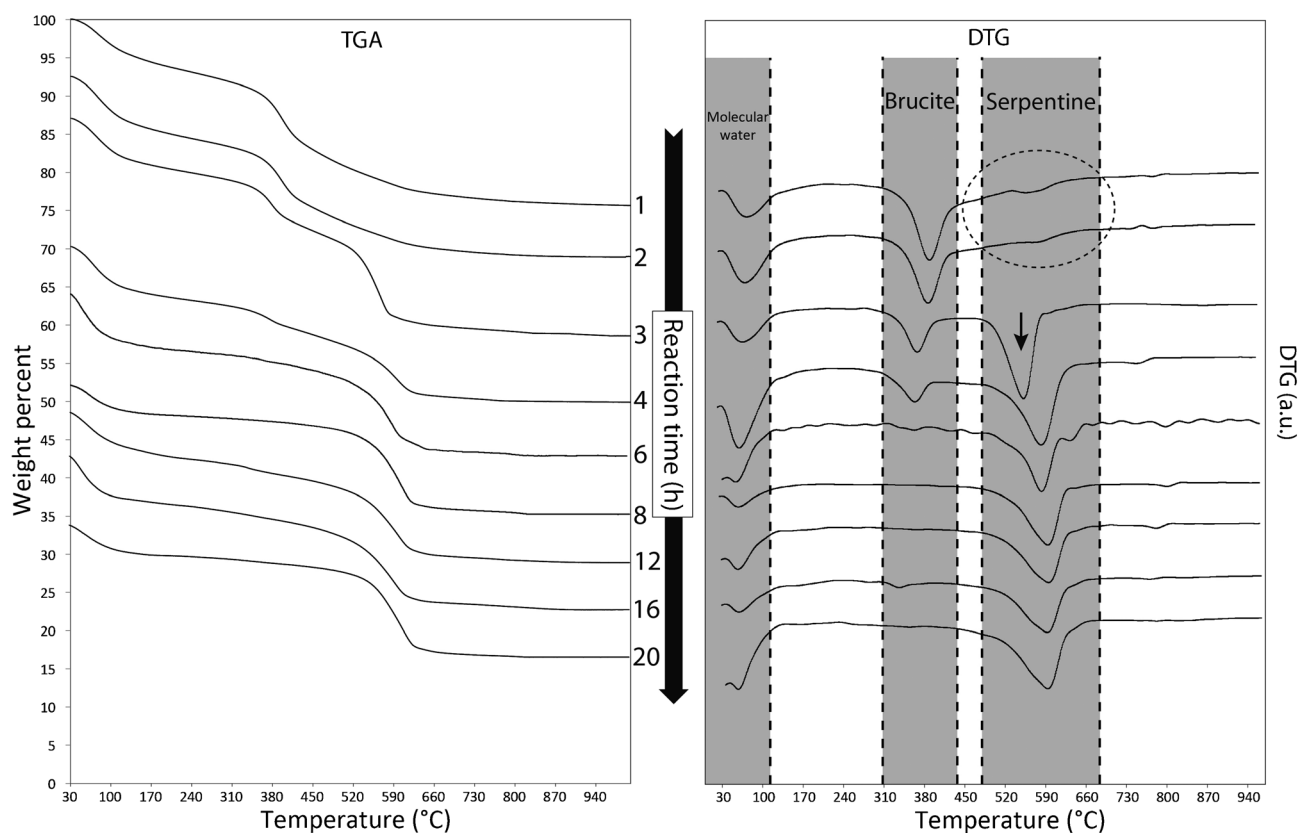 TGA
100
95
90
85
80
75
70
65
60
55
50
45
40
35
30
25
20
15
10
5
0
Weight percent
30 100 170 240 310 380 450 520 590 660 730 800 870 940
Temperature (°C)
1
2
3
4
6
8
12
16
20
Reaction time (h)
DTG
Molecular
water
Brucite
Serpentine
30 100 170 240 310 380 450 520 590 660 730 800 870 940
Temperature (°C)
DTG (a.u.)